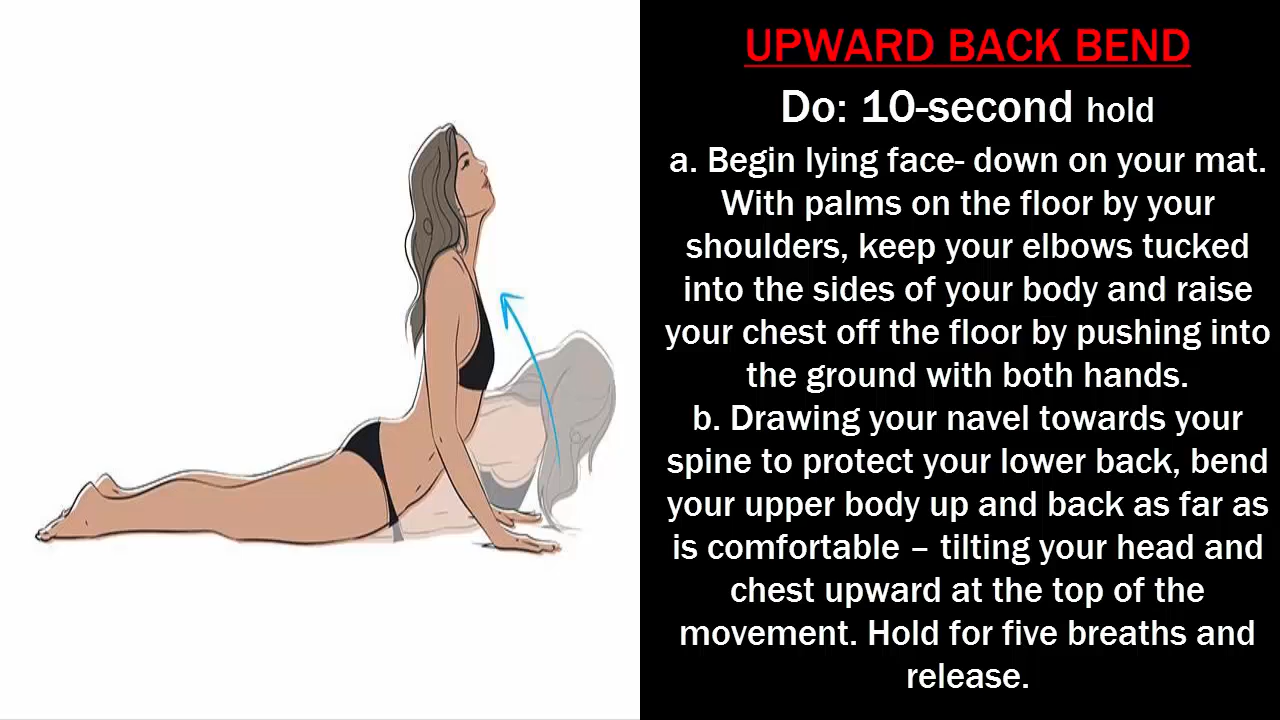 UPWARD BACK BEND
Do: 10-second hold
a. Begin lying face- down on your mat.
With palms on the floor by your
shoulders, keep your elbows tucked
into the sides of your body and raise
your chest off the floor by pushing into
the ground with both hands.
b. Drawing your navel towards your
spine to protect your lower back, bend
your upper body up and back as far as
is comfortable – tilting your head and
chest upward at the top of the
movement. Hold for five breaths and
release.